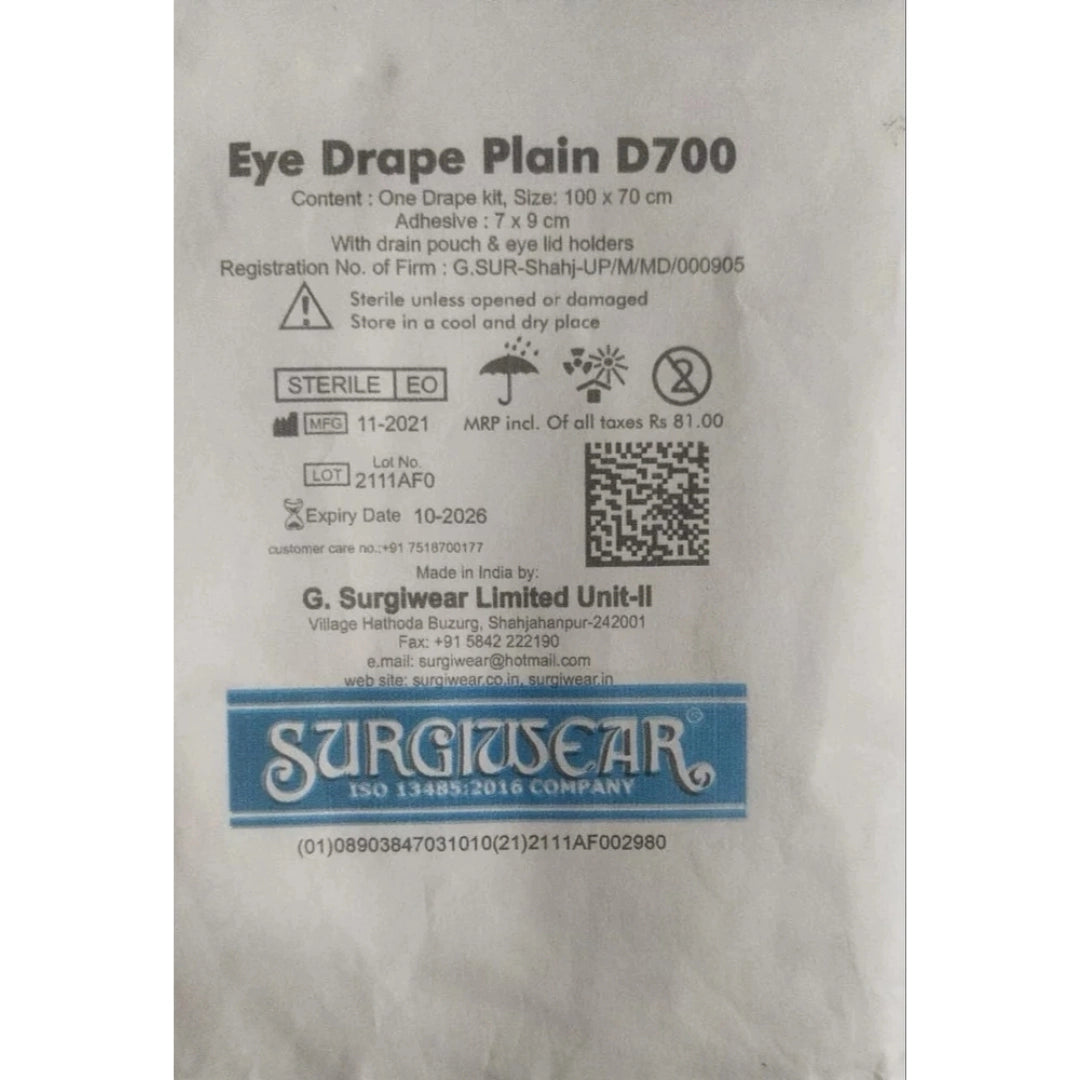 Eye Drape Plain D700
Content : One Drape kit, Size: 100 x 70 cm
Adhesive : 7 x 9 cm
With drain pouch & eye lid holders
Registration No. of Firm : G.SUR-Shahj-UP/M/MD/000905
Sterile unless opened or damaged
Store in a cool and dry place
STERILE EO
2
MFG 11-2021
MRP incl. Of all taxes Rs 81.00
Lot No.
LOT 2111AF0
Expiry Date 10-2026
customer care no.:+91 7518700177
Made in India by:
G. Surgiwear Limited Unit-II
Village Hathoda Buzurg, Shahjahanpur-242001
Fax: +91 5842 222190
e.mail: surgiwear@hotmail.com
web site: surgiwear.co.in, surgiwear.in
SURGIWEAR®
ISO 13485:2016 COMPANY
(01)08903847031010(21)2111AF002980